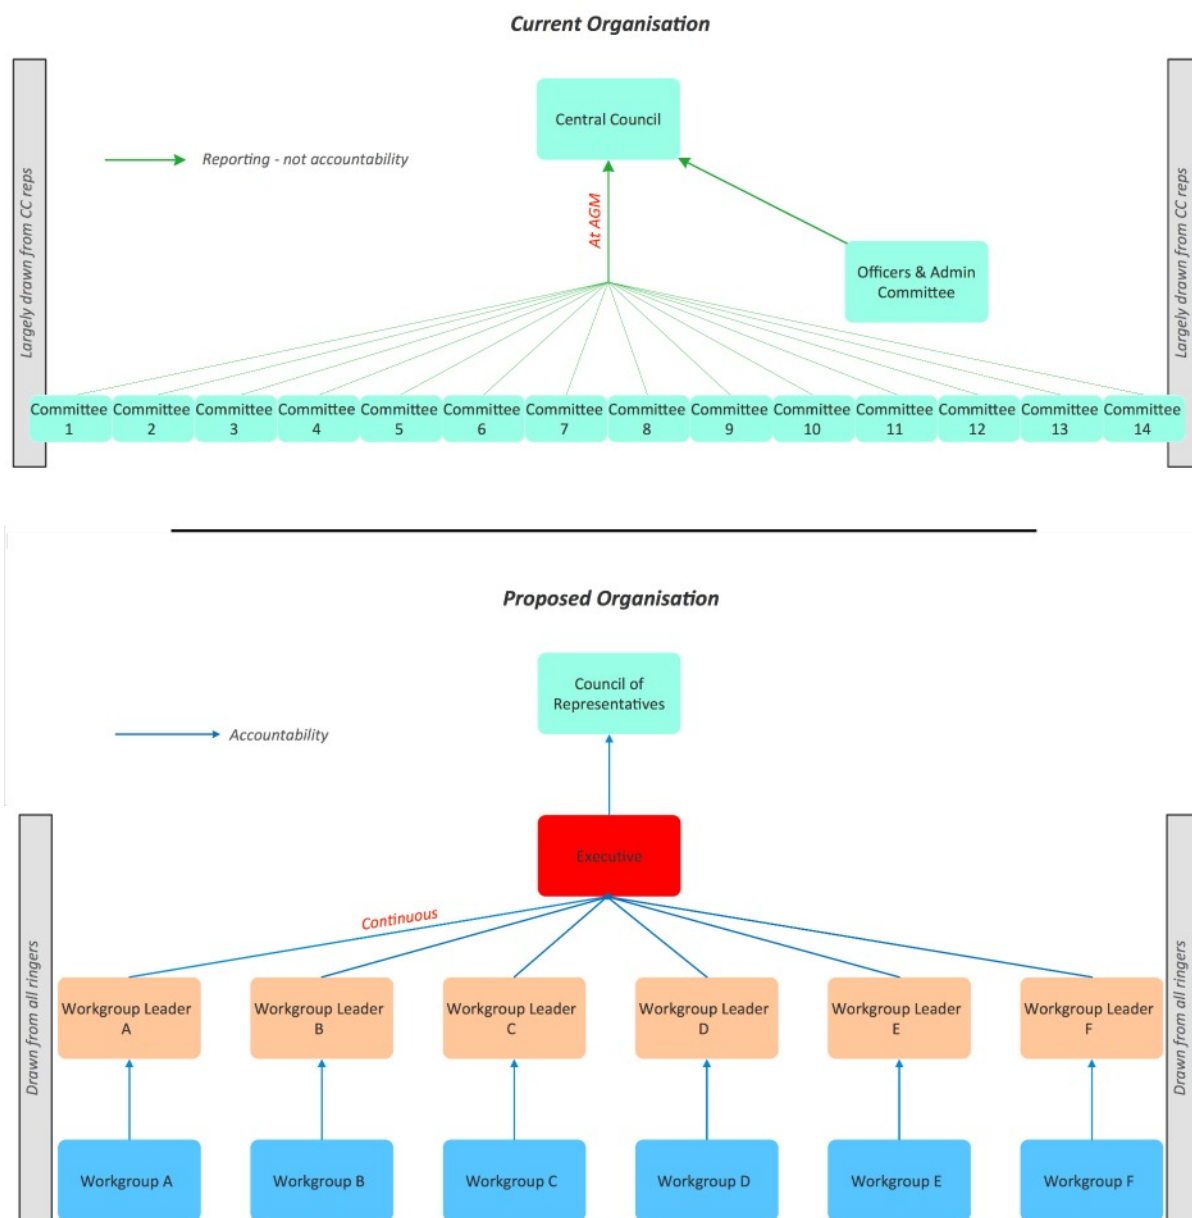 Current Organisation
Largely drawn from CC reps
Central Council
Reporting - not accountability
At AGM
Officers & Admin
Committee
Largely drawn from CC reps
Committee
1
Committee
2
Committee
3
Committee
4
Committee
5
Committee
6
Committee
7
Committee
8
Committee
9
Committee
10
Committee
11
Committee
12
Committee
13
Committee
14
Proposed Organisation
Council of
Representatives
Accountability
Executive
Continuous
Drawn from all ringers
Workgroup Leader
A
Workgroup Leader
B
Workgroup Leader
C
Workgroup Leader
D
Workgroup Leader
E
Workgroup Leader
F
Drawn from all ringers
Workgroup A
Workgroup B
Workgroup C
Workgroup D
Workgroup E
Workgroup F